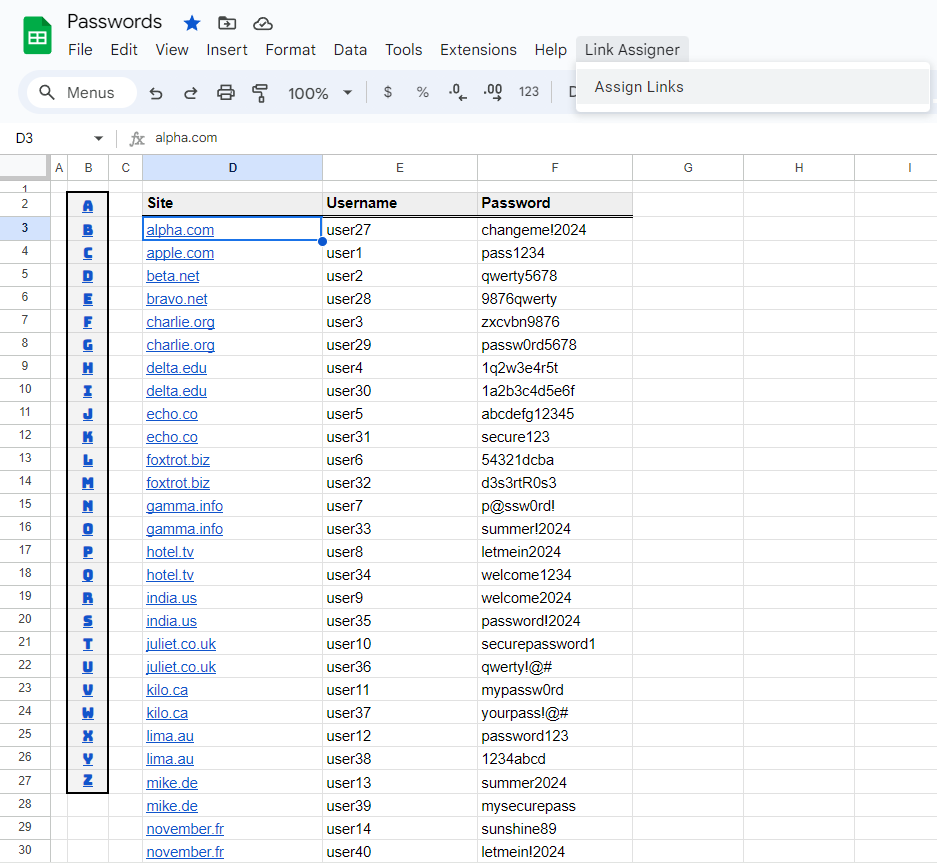 Passwords
File Edit View Insert Format Data Tools Extensions Help Link Assigner
Menus 100% $ % .0 .00 123 Assign Links
D3 fx alpha.com
A B C D E F G H I
1
2 A Site Username Password
3 B alpha.com user27 changeme!2024
4 C apple.com user1 pass1234
5 D beta.net user2 qwerty5678
6 E bravo.net user28 9876qwerty
7 F charlie.org user3 zxcvbn9876
8 G charlie.org user29 passw0rd5678
9 H delta.edu user4 1q2w3e4r5t
10 I delta.edu user30 1a2b3c4d5e6f
11 J echo.co user5 abcdefg12345
12 K echo.co user31 secure123
13 L foxtrot.biz user6 54321dcba
14 M foxtrot.biz user32 d3s3rtR0s3
15 N gamma.info user7 p@ssw0rd!
16 O gamma.info user33 summer!2024
17 P hotel.tv user8 letmein2024
18 Q hotel.tv user34 welcome1234
19 R india.us user9 welcome2024
20 S india.us user35 password!2024
21 T juliet.co.uk user10 securepassword1
22 U juliet.co.uk user36 qwerty!@#
23 V kilo.ca user11 mypassw0rd
24 W kilo.ca user37 yourpass!@#
25 X lima.au user12 password123
26 Y lima.au user38 1234abcd
27 Z mike.de user13 summer2024
28 mike.de user39 mysecurepass
29 november.fr user14 sunshine89
30 november.fr user40 letmein!2024